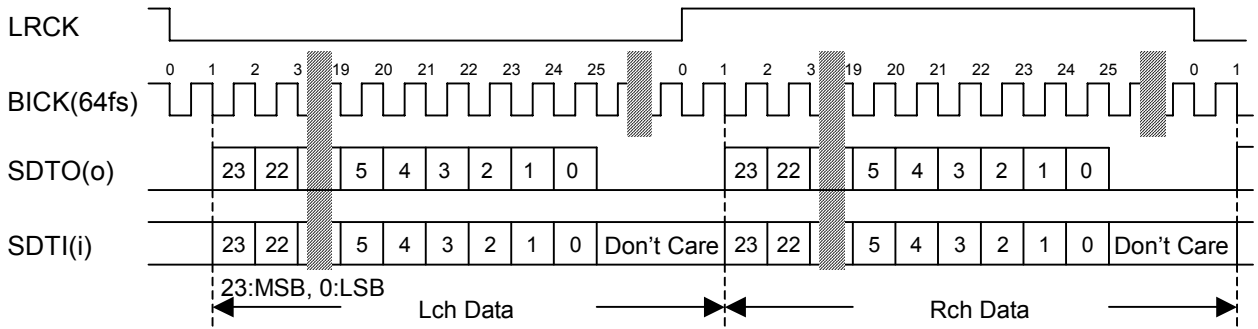 LRCK
0 1 2 3 19 20 21 22 23 24 25 0 1 2 3 19 20 21 22 23 24 25 0 1
BICK(64fs)
SDTO(o) 23 22 5 4 3 2 1 0 23 22 5 4 3 2 1 0
SDTI(i) 23 22 5 4 3 2 1 0 Don't Care 23 22 5 4 3 2 1 0 Don't Care
23:MSB, 0:LSB
Lch Data Rch Data